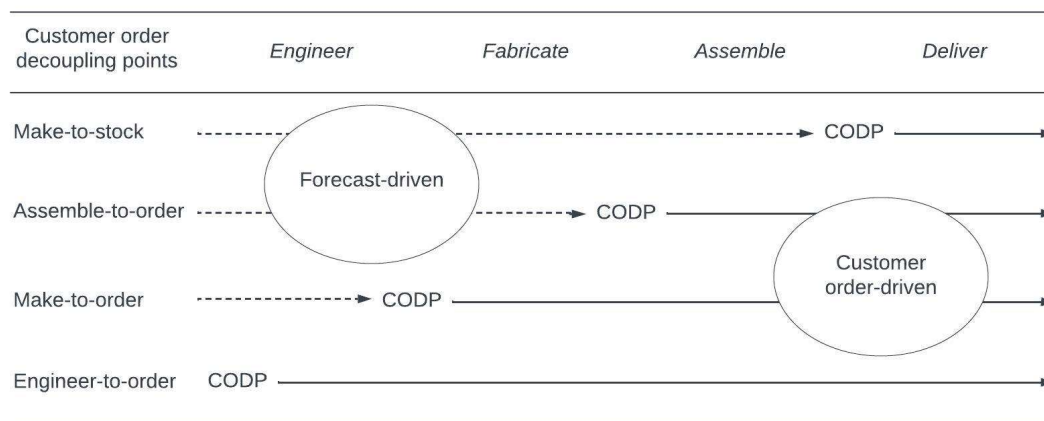 Customer order
decoupling points
Engineer
Fabricate
Assemble
Deliver
Make-to-stock
CODP
Forecast-driven
Assemble-to-order
CODP
Customer
order-driven
Make-to-order
CODP
Engineer-to-order
CODP